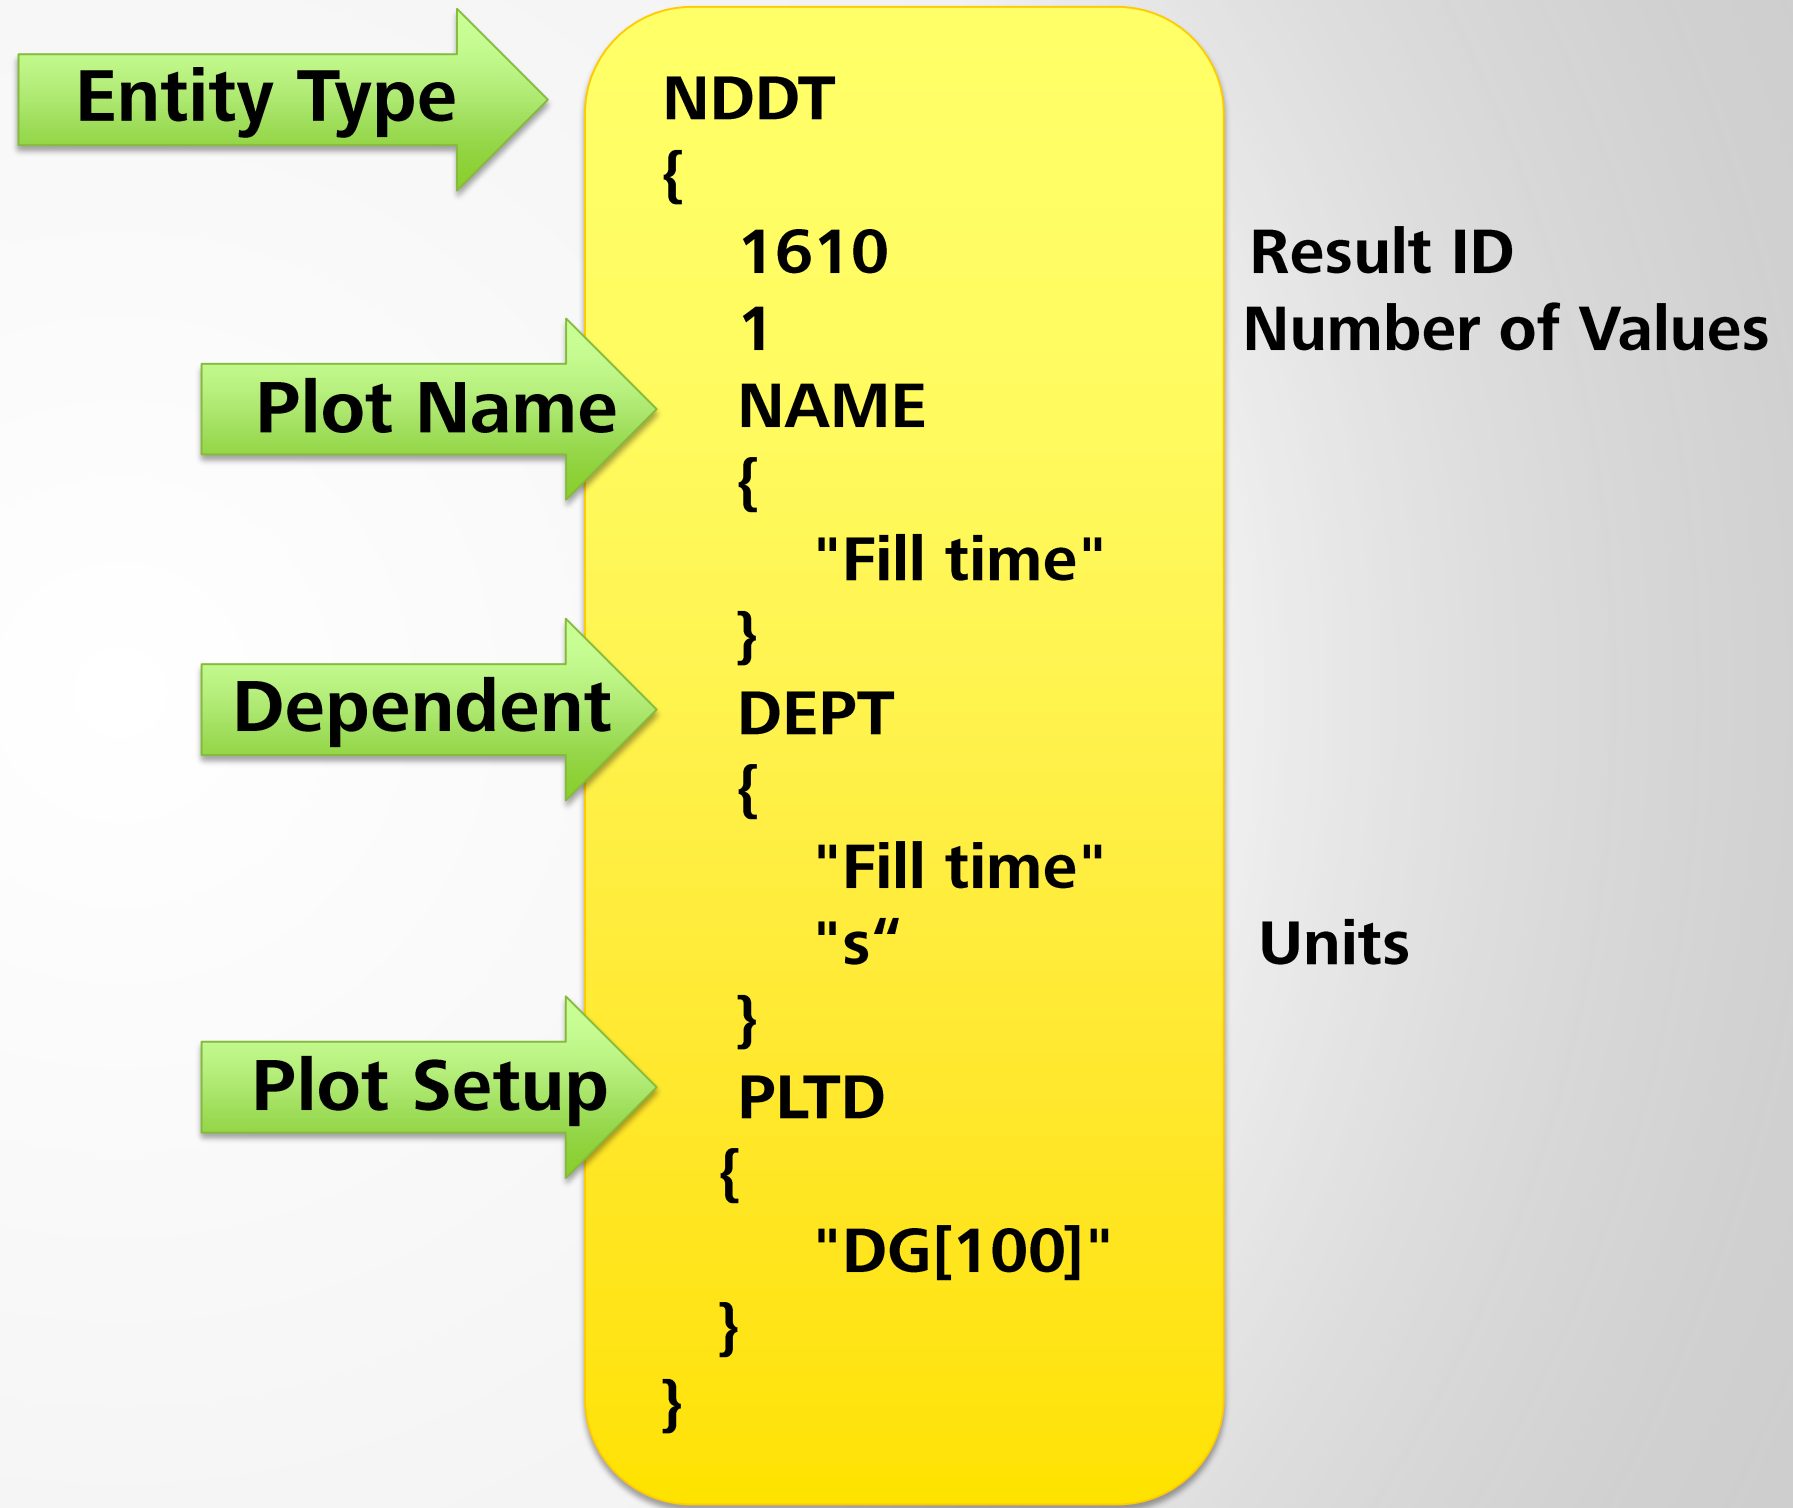 Entity Type
NDDT
{
1610 Result ID
1 Number of Values
Plot Name
NAME
{
"Fill time"
}
Dependent
DEPT
{
"Fill time"
"s“ Units
}
Plot Setup
PLTD
{
"DG[100]"
}
}